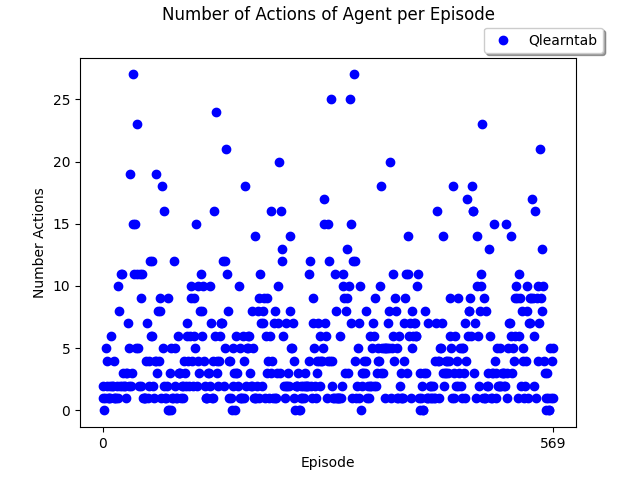 Number of Actions of Agent per Episode
Qlearntab
25
20
15
10
5
0
Number Actions
0 569
Episode